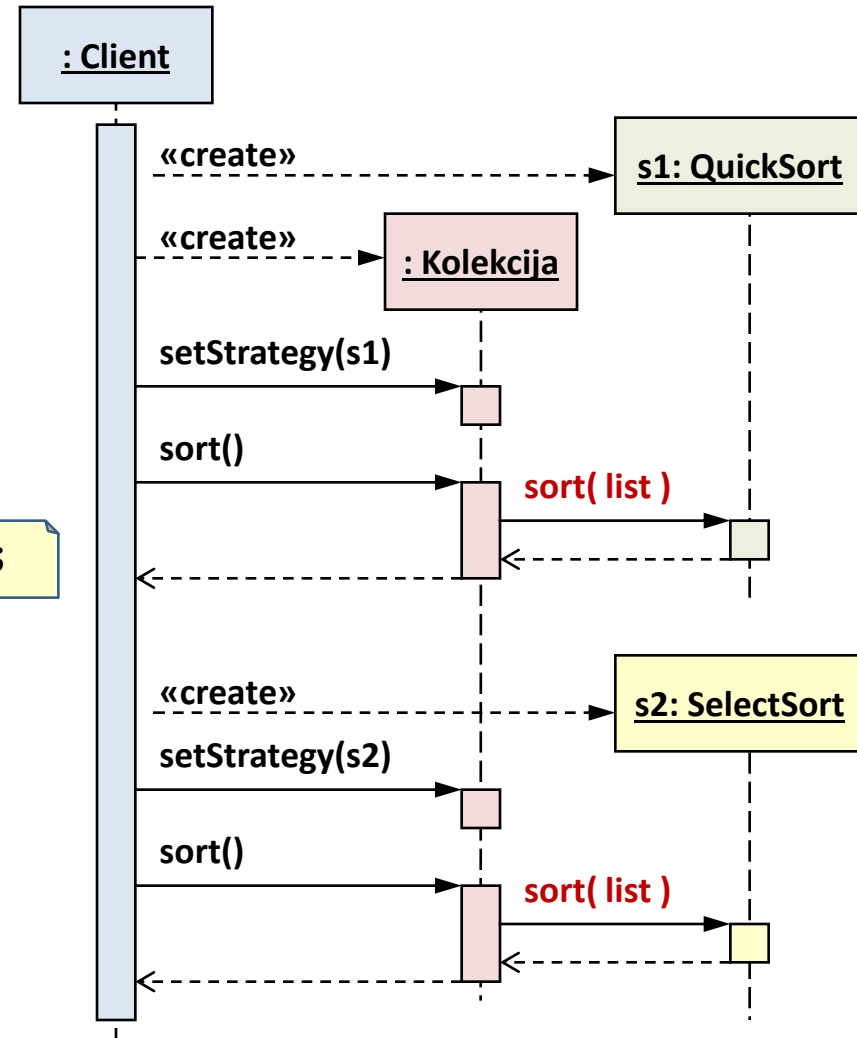 : Client
«create»
s1: QuickSort
«create»
: Kolekcija
setStrategy(s1)
sort()
sort( list )
«create»
s2: SelectSort
setStrategy(s2)
sort()
sort( list )